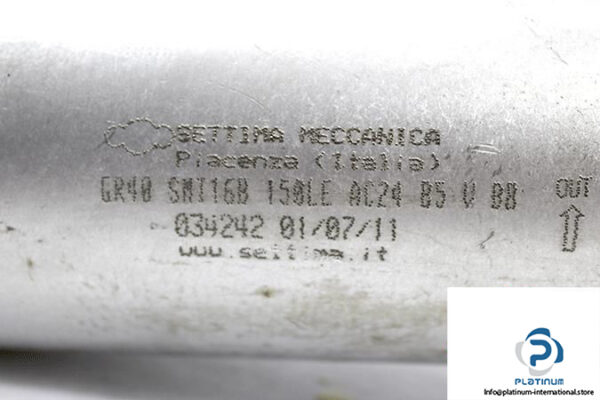 SETTIMA MECCANICA
Piacenza (Italia)
GR40 SMT16B 150LE AC24 B5 V B8
034242 01/07/11
www.settima.it
OUT
PLATINUM
Info@platinum-international.store